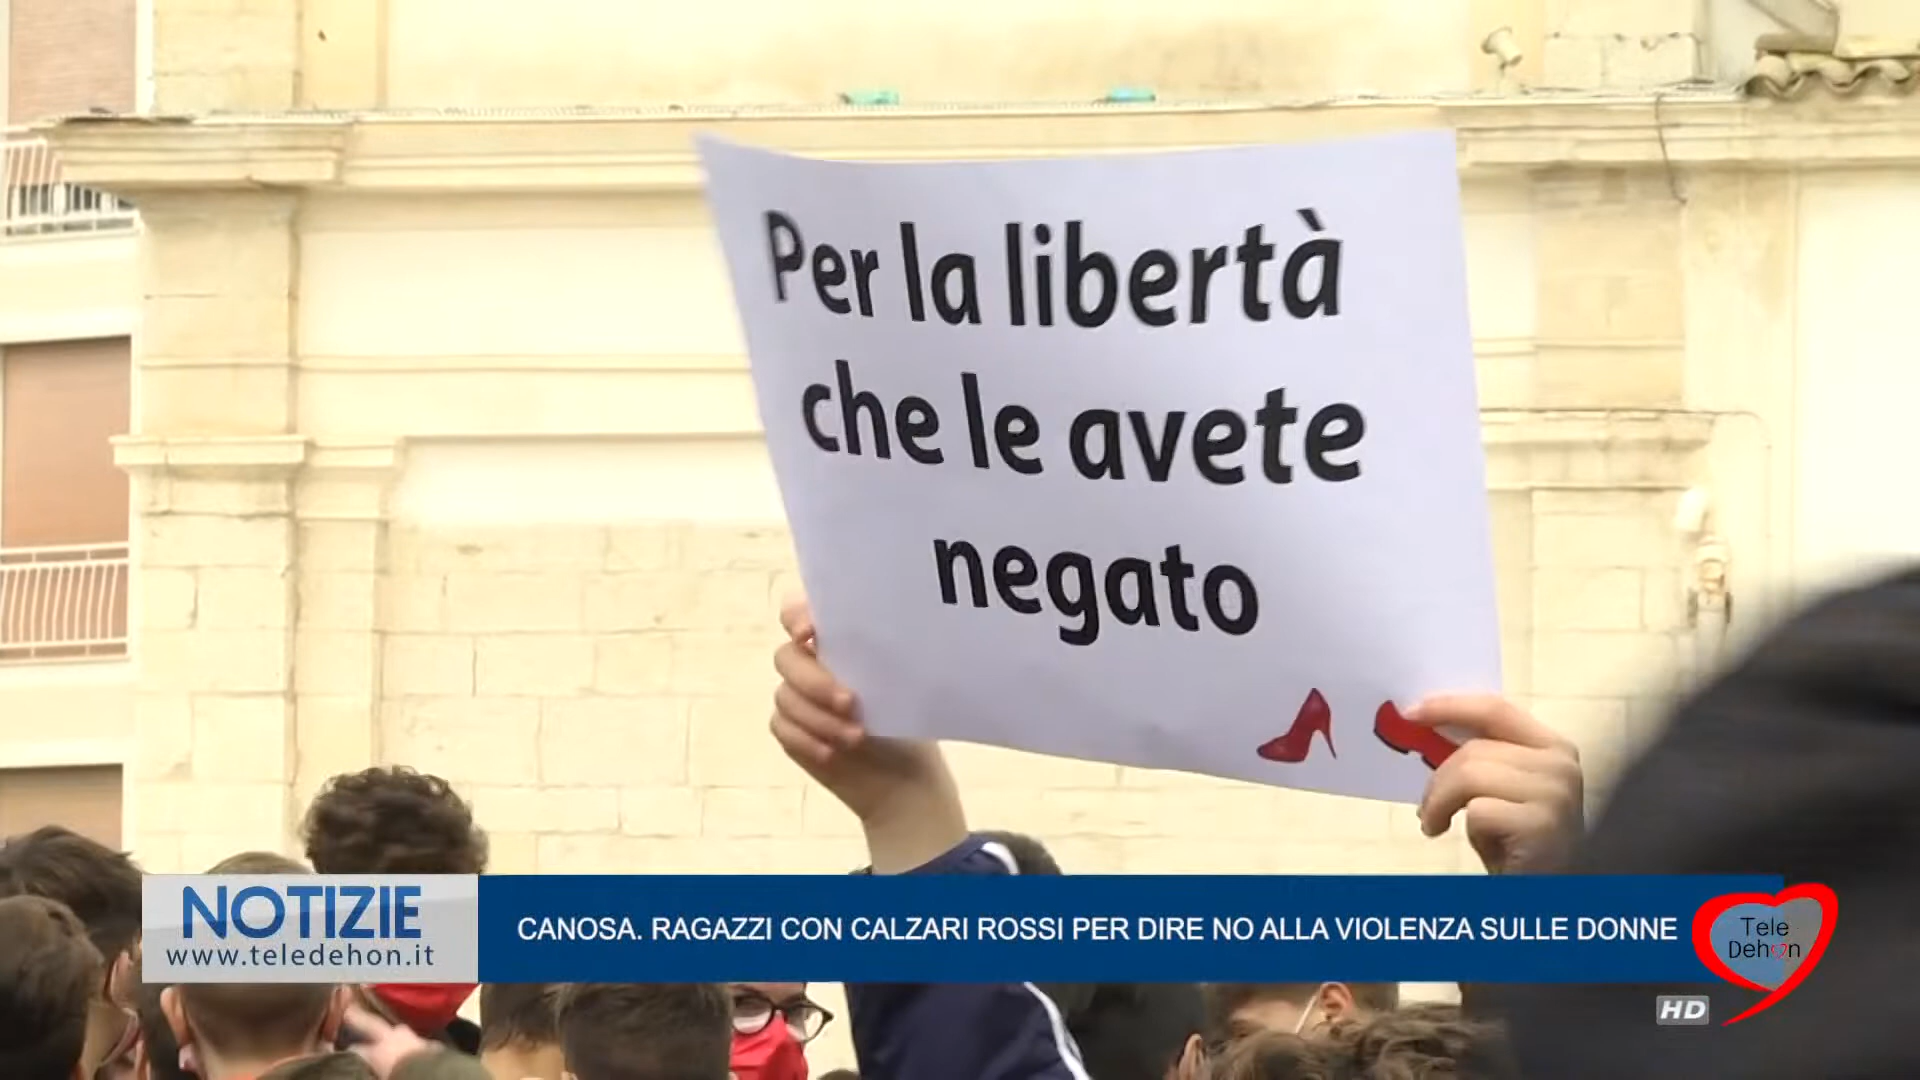 Per la libertà
che le avete
negato
NOTIZIE
www.teledehon.it
CANOSA. RAGAZZI CON CALZARI ROSSI PER DIRE NO ALLA VIOLENZA SULLE DONNE
Tele
Dehon
HD